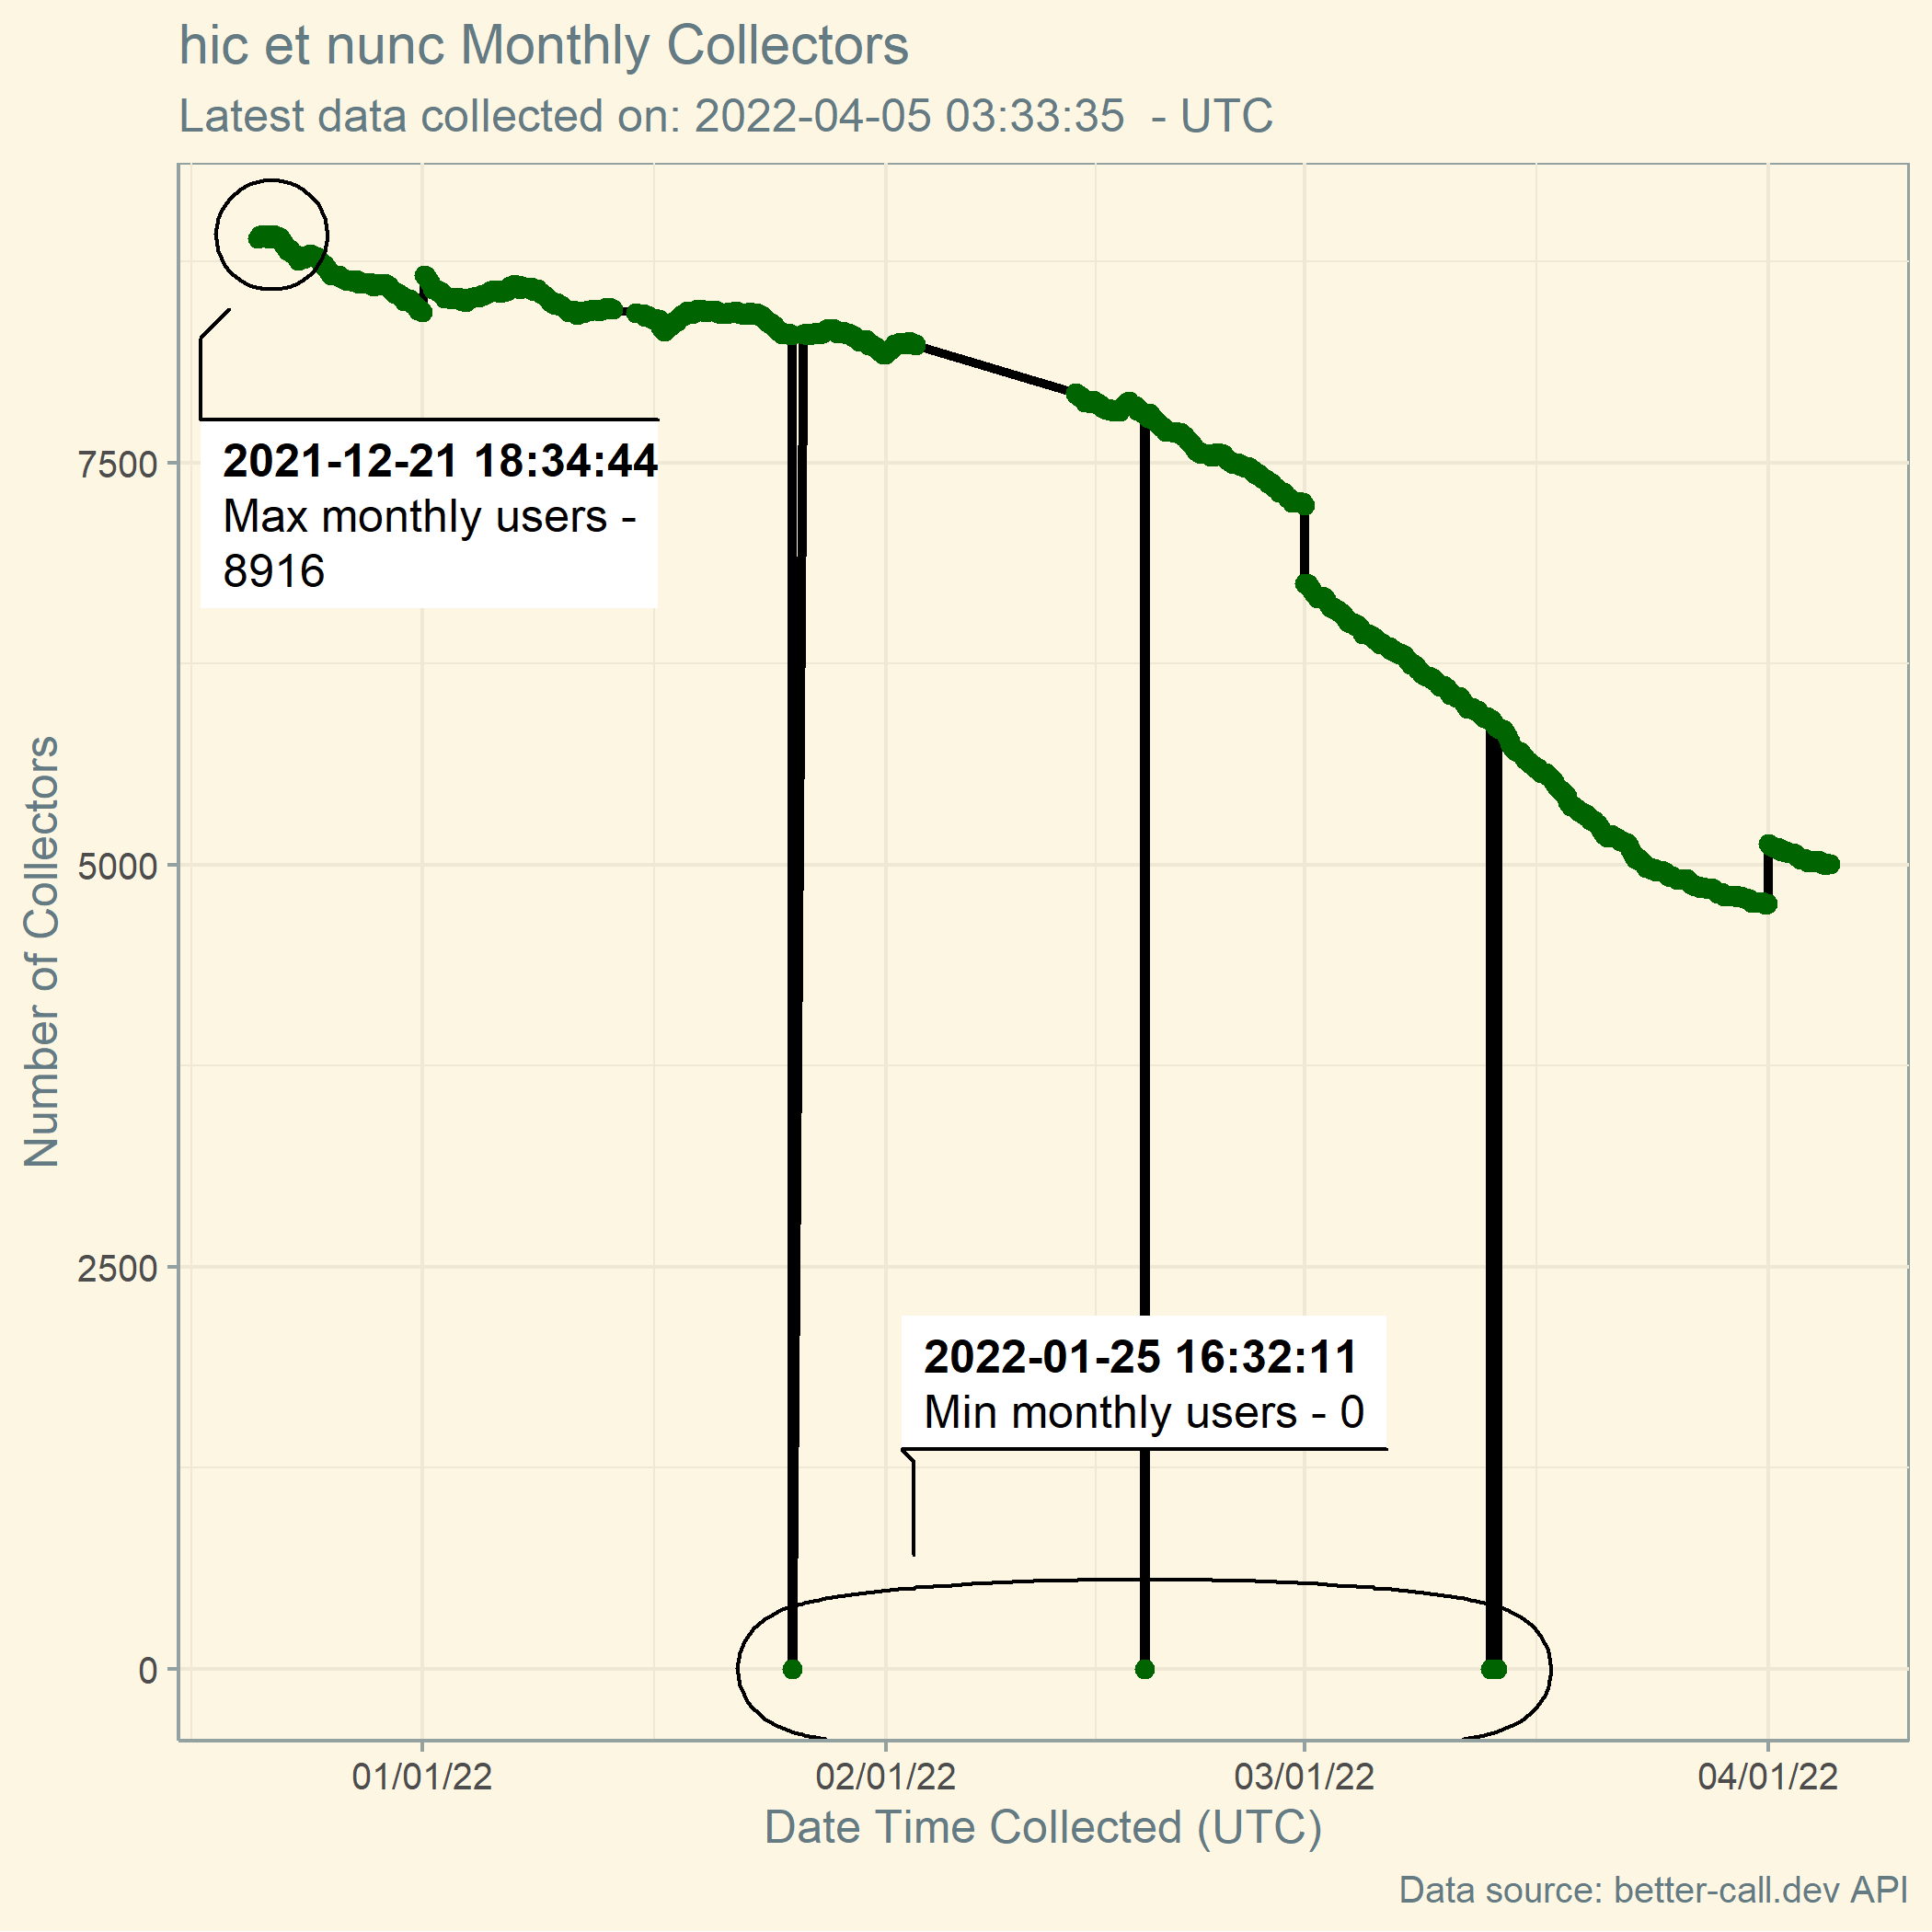 hic et nunc Monthly Collectors
Latest data collected on: 2022-04-05 03:33:35  - UTC
Number of Collectors
7500
5000
2500
0
2021-12-21 18:34:44
Max monthly users -
8916
2022-01-25 16:32:11
Min monthly users - 0
01/01/22
02/01/22
03/01/22
04/01/22
Date Time Collected (UTC)
Data source: better-call.dev API